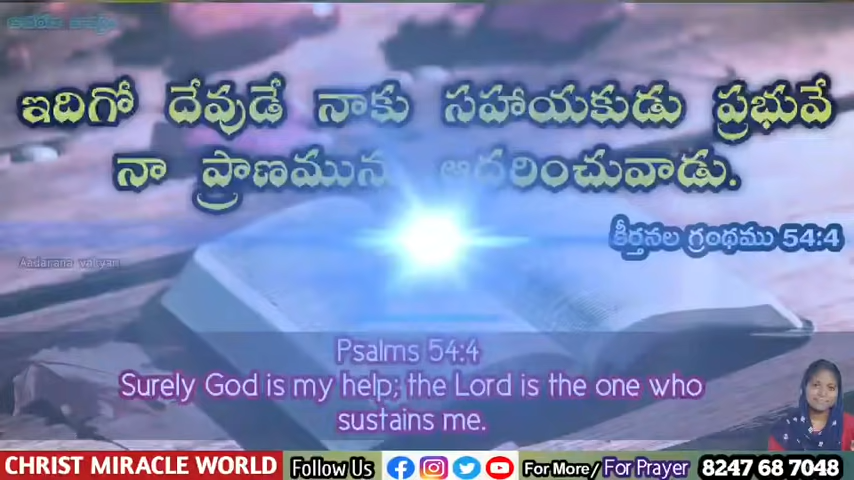 ఇదిగో దేవుడే నాకు సహాయకుడు ప్రభువే
నా ప్రాణమును ఆదరించువాడు.
కీర్తనల గ్రంథము 54:4
Aadarana vakyam
Psalms 54:4
Surely God is my help; the Lord is the one who
sustains me.
CHRIST MIRACLE WORLD Follow Us For More/ For Prayer 8247 68 7048